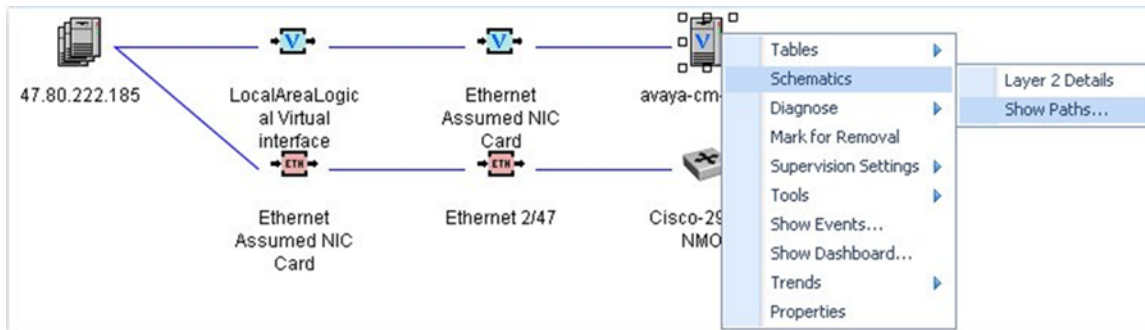 47.80.222.185
LocalAreaLogic
al Virtual
interface
Ethernet
Assumed NIC
Card
avaya-cm-
Ethernet
Assumed NIC
Card
Ethernet 2/47
Cisco-29
NMO
Tables
Schematics
Diagnose
Mark for Removal
Supervision Settings
Tools
Show Events...
Show Dashboard...
Trends
Properties
Layer 2 Details
Show Paths...
V
V
V
ETH
ETH